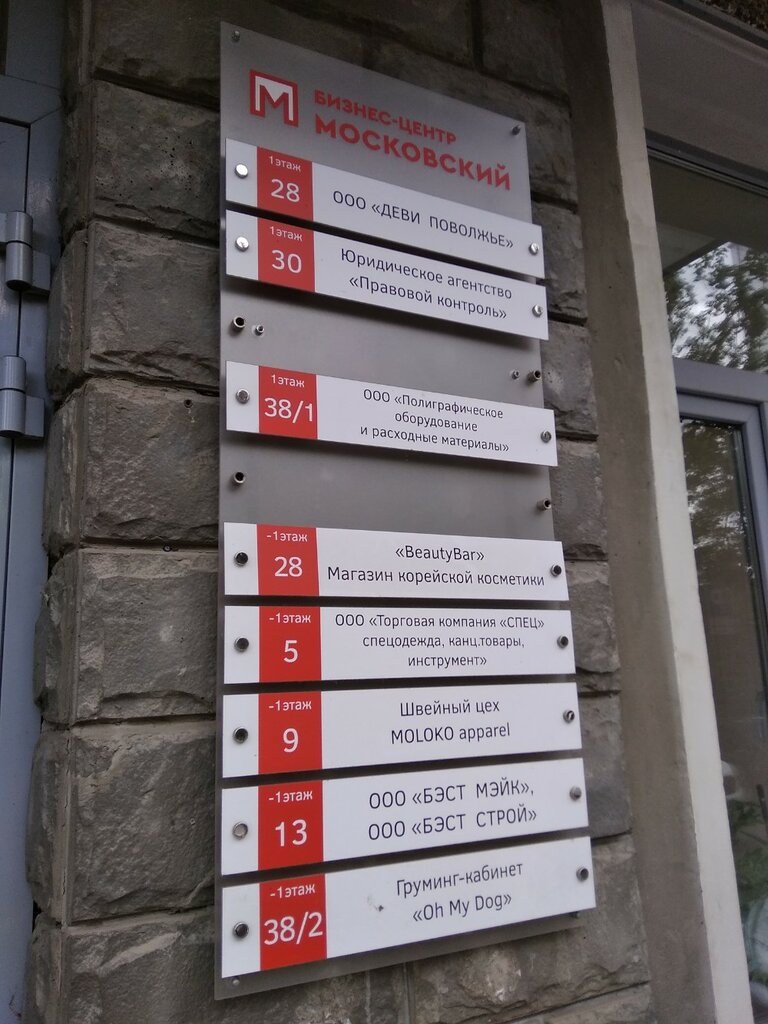 М
БИЗНЕС-ЦЕНТР
МОСКОВСКИЙ
1этаж
28
ООО «ДЕВИ ПОВОЛЖЬЕ»
1этаж
30
Юридическое агентство
«Правовой контроль»
1этаж
38/1
ООО «Полиграфическое
оборудование
и расходные материалы»
-1этаж
28
«BeautyBar»
Магазин корейской косметики
-1этаж
5
ООО «Торговая компания «СПЕЦ»
спецодежда, канц.товары,
инструмент»
-1этаж
9
Швейный цех
MOLOKO apparel
-1этаж
13
ООО «БЭСТ МЭЙК»,
ООО «БЭСТ СТРОЙ»
-1этаж
38/2
Груминг-кабинет
«Oh My Dog»